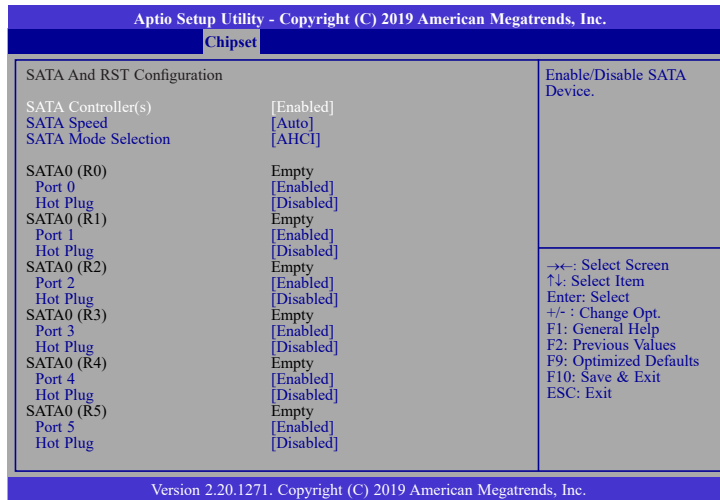 Aptio Setup Utility - Copyright (C) 2019 American Megatrends, Inc.
Chipset
SATA And RST Configuration
SATA Controller(s) [Enabled]
SATA Speed [Auto]
SATA Mode Selection [AHCI]
SATA0 (R0) Empty
Port 0 [Enabled]
Hot Plug [Disabled]
SATA0 (R1) Empty
Port 1 [Enabled]
Hot Plug [Disabled]
SATA0 (R2) Empty
Port 2 [Enabled]
Hot Plug [Disabled]
SATA0 (R3) Empty
Port 3 [Enabled]
Hot Plug [Disabled]
SATA0 (R4) Empty
Port 4 [Enabled]
Hot Plug [Disabled]
SATA0 (R5) Empty
Port 5 [Enabled]
Hot Plug [Disabled]
Enable/Disable SATA
Device.
→←: Select Screen
↑↓: Select Item
Enter: Select
+/- : Change Opt.
F1: General Help
F2: Previous Values
F9: Optimized Defaults
F10: Save & Exit
ESC: Exit
Version 2.20.1271. Copyright (C) 2019 American Megatrends, Inc.